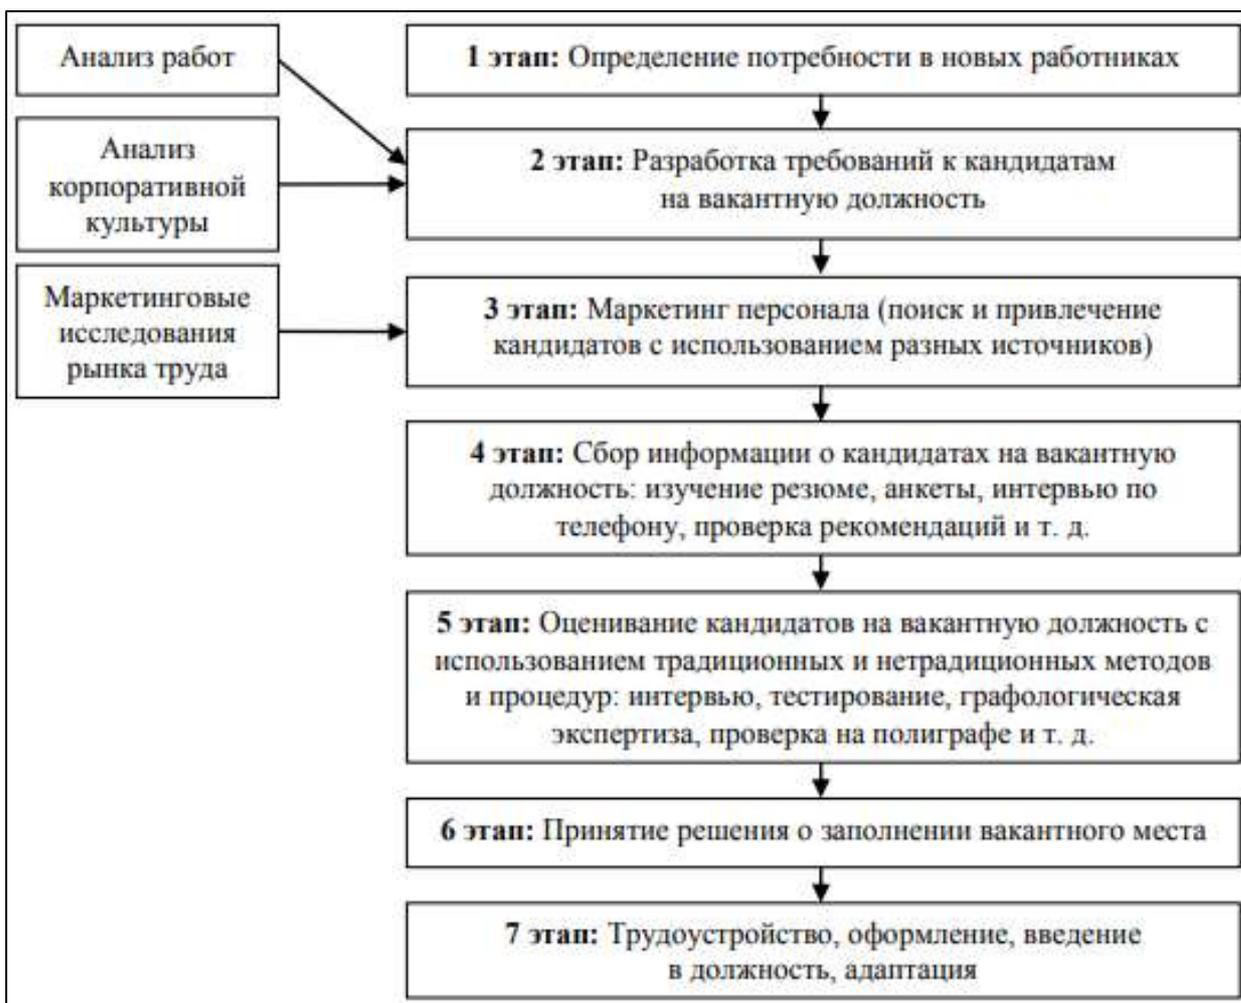 Анализ работ
1 этап: Определение потребности в новых работниках
Анализ
корпоративной
культуры
2 этап: Разработка требований к кандидатам
на вакантную должность
Маркетинговые
исследования
рынка труда
3 этап: Маркетинг персонала (поиск и привлечение
кандидатов с использованием разных источников)
4 этап: Сбор информации о кандидатах на вакантную
должность: изучение резюме, анкеты, интервью по
телефону, проверка рекомендаций и т. д.
5 этап: Оценивание кандидатов на вакантную должность с
использованием традиционных и нетрадиционных методов
и процедур: интервью, тестирование, графологическая
экспертиза, проверка на полиграфе и т. д.
6 этап: Принятие решения о заполнении вакантного места
7 этап: Трудоустройство, оформление, введение
в должность, адаптация